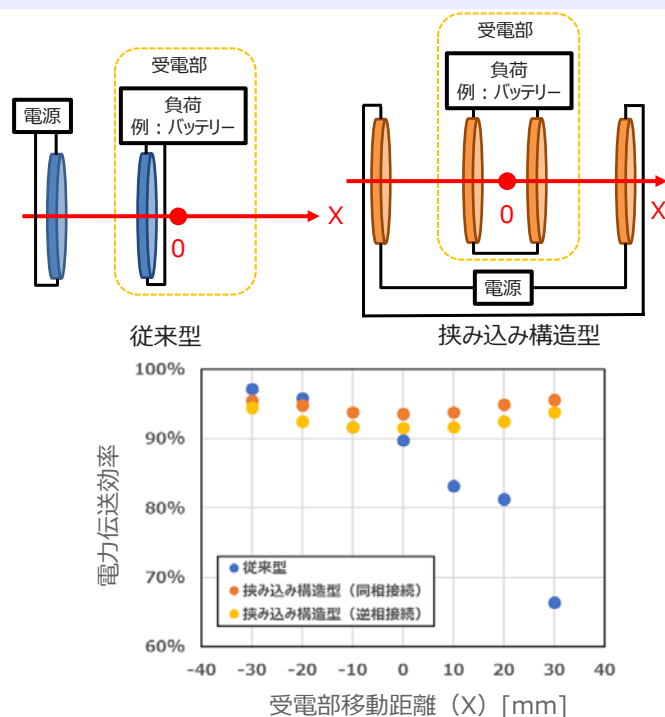 受電部
電源
負荷
例：バッテリー
X
0
従来型
受電部
負荷
例：バッテリー
0
X
電源
挟み込み構造型
100%
90%
80%
70%
60%
電力伝送効率
従来型
挟み込み構造型（同相接続）
挟み込み構造型（逆相接続）
-40 -30 -20 -10 0 10 20 30 40
受電部移動距離（X）[mm]